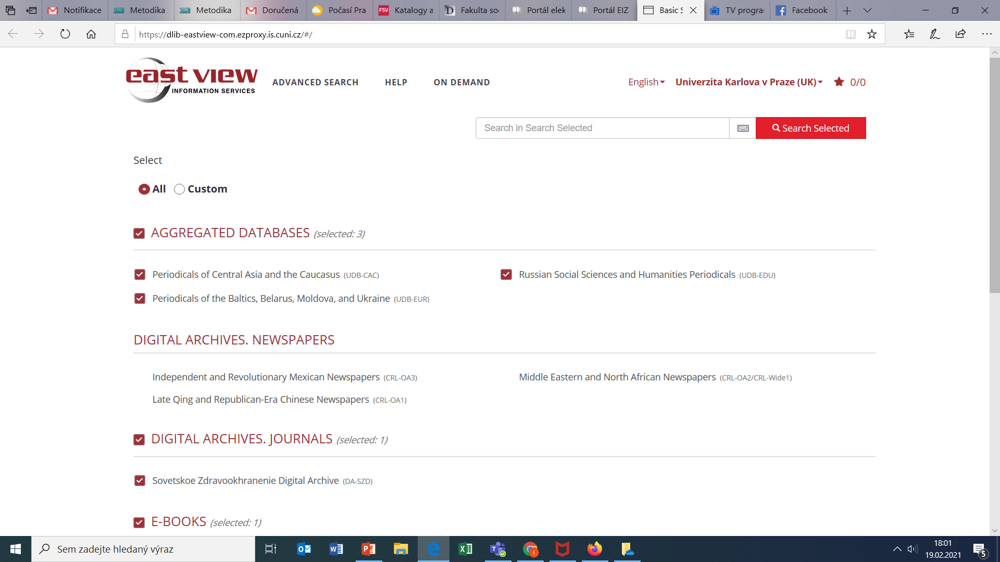 Notifikace
Metodika
Metodika
Doručená
Počasí Pra
Katalogy a
Fakulta so
Portál elek
Portál EIZ
Basic S
TV progra
Facebook
https://dlib-eastview-com.ezproxy.is.cuni.cz/#/
east view
INFORMATION SERVICES
ADVANCED SEARCH
HELP
ON DEMAND
English
Univerzita Karlova v Praze (UK)
0/0
Search in Search Selected
Search Selected
Select
All
Custom
AGGREGATED DATABASES (selected: 3)
Periodicals of Central Asia and the Caucasus (UDB-CAC)
Russian Social Sciences and Humanities Periodicals (UDB-EDU)
Periodicals of the Baltics, Belarus, Moldova, and Ukraine (UDB-EUR)
DIGITAL ARCHIVES. NEWSPAPERS
Independent and Revolutionary Mexican Newspapers (CRL-OA3)
Middle Eastern and North African Newspapers (CRL-OA2/CRL-Wide1)
Late Qing and Republican-Era Chinese Newspapers (CRL-OA1)
DIGITAL ARCHIVES. JOURNALS (selected: 1)
Sovetskoe Zdravookhranenie Digital Archive (DA-SZD)
E-BOOKS (selected: 1)
Sem zadejte hledaný výraz
18:01
19.02.2021
5